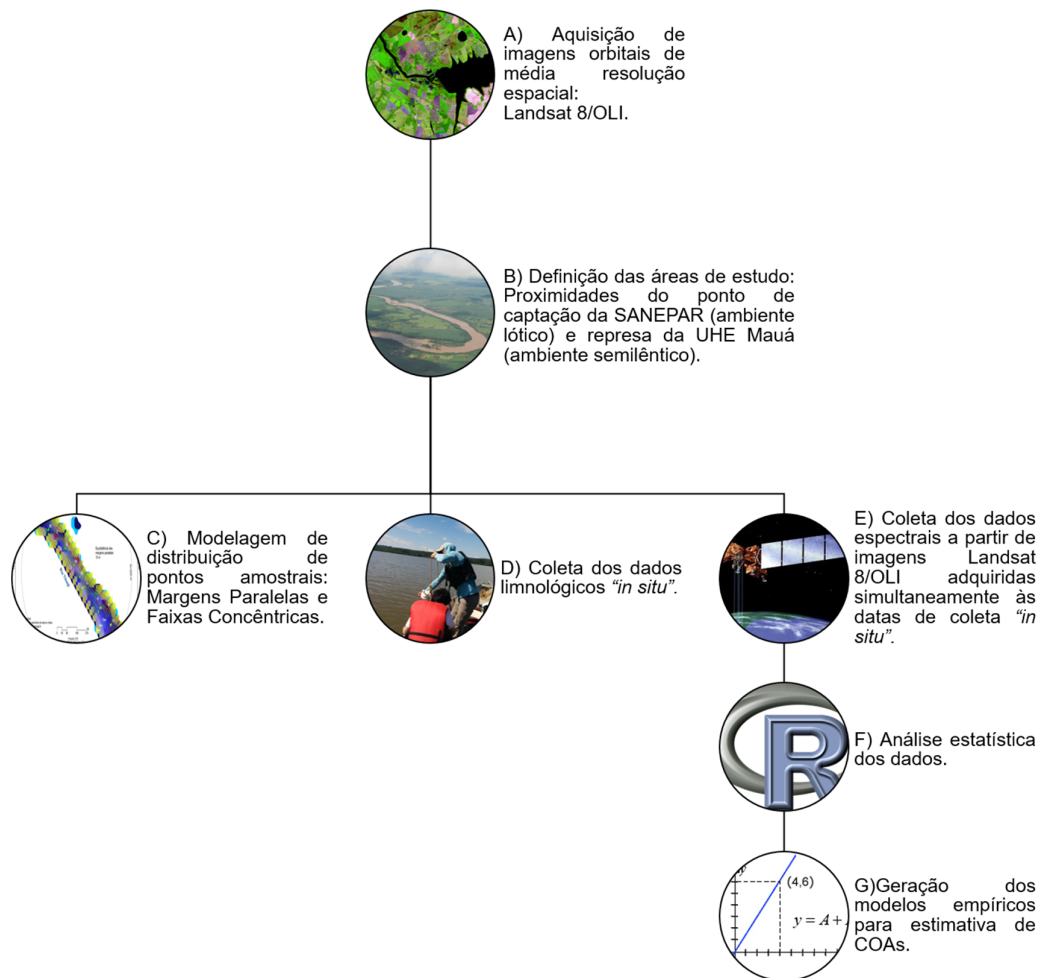 A) Aquisição de
imagens orbitais de
média resolução
espacial:
Landsat 8/OLI.
B) Definição das áreas de estudo:
Proximidades do ponto de
captação da SANEPAR (ambiente
lótico) e represa da UHE Mauá
(ambiente semilêntico).
C) Modelagem de
distribuição de
pontos amostrais:
Margens Paralelas e
Faixas Concêntricas.
D) Coleta dos dados
limnológicos “in situ”.
E) Coleta dos dados
espectrais a partir de
imagens Landsat
8/OLI adquiridas
simultaneamente às
datas de coleta “in
situ”.
R
F) Análise estatística
dos dados.
y
(4,6)
y = A +
G)Geração dos
modelos empíricos
para estimativa de
COAs.